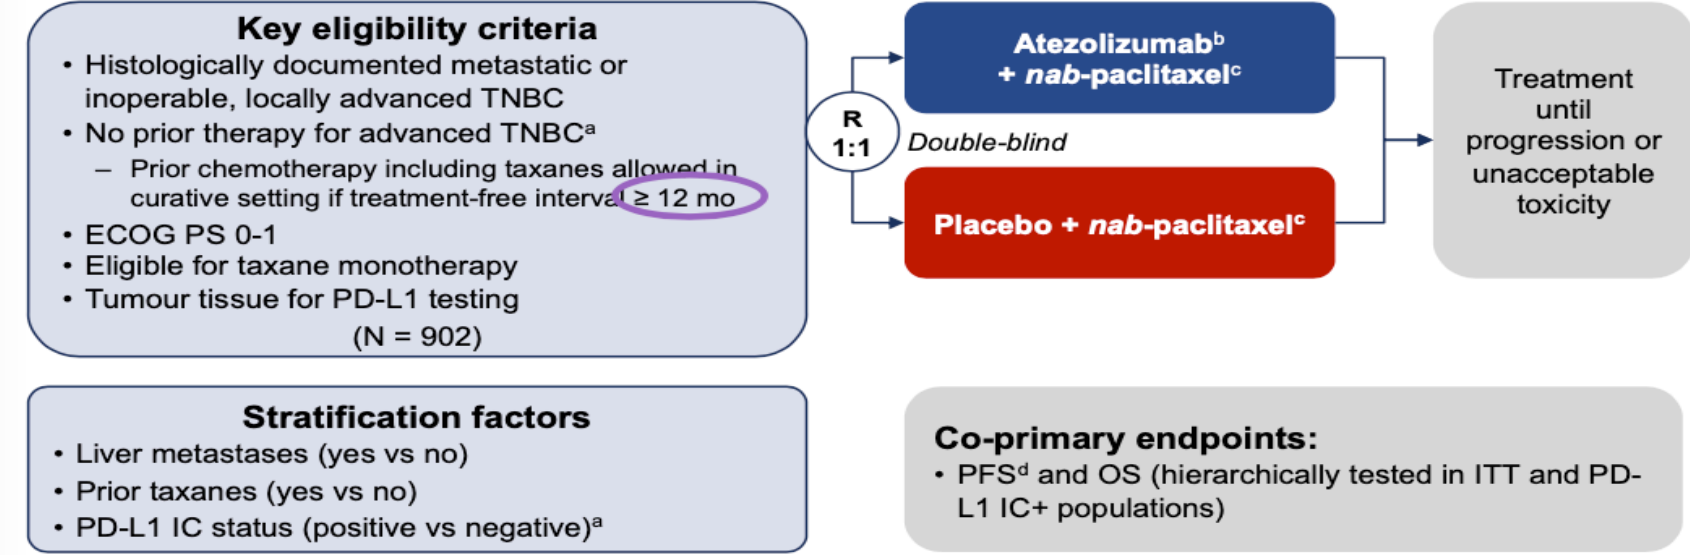 Key eligibility criteria
• Histologically documented metastatic or
inoperable, locally advanced TNBC
• No prior therapy for advanced TNBCᵃ
– Prior chemotherapy including taxanes allowed in
curative setting if treatment-free interval ≥ 12 mo
• ECOG PS 0-1
• Eligible for taxane monotherapy
• Tumour tissue for PD-L1 testing
(N = 902)
R
1:1
Atezolizumabᵇ
+ nab-paclitaxelᶜ
Double-blind
Placebo + nab-paclitaxelᶜ
Treatment
until
progression or
unacceptable
toxicity
Stratification factors
• Liver metastases (yes vs no)
• Prior taxanes (yes vs no)
• PD-L1 IC status (positive vs negative)ᵃ
Co-primary endpoints:
• PFSᵈ and OS (hierarchically tested in ITT and PD-
L1 IC+ populations)